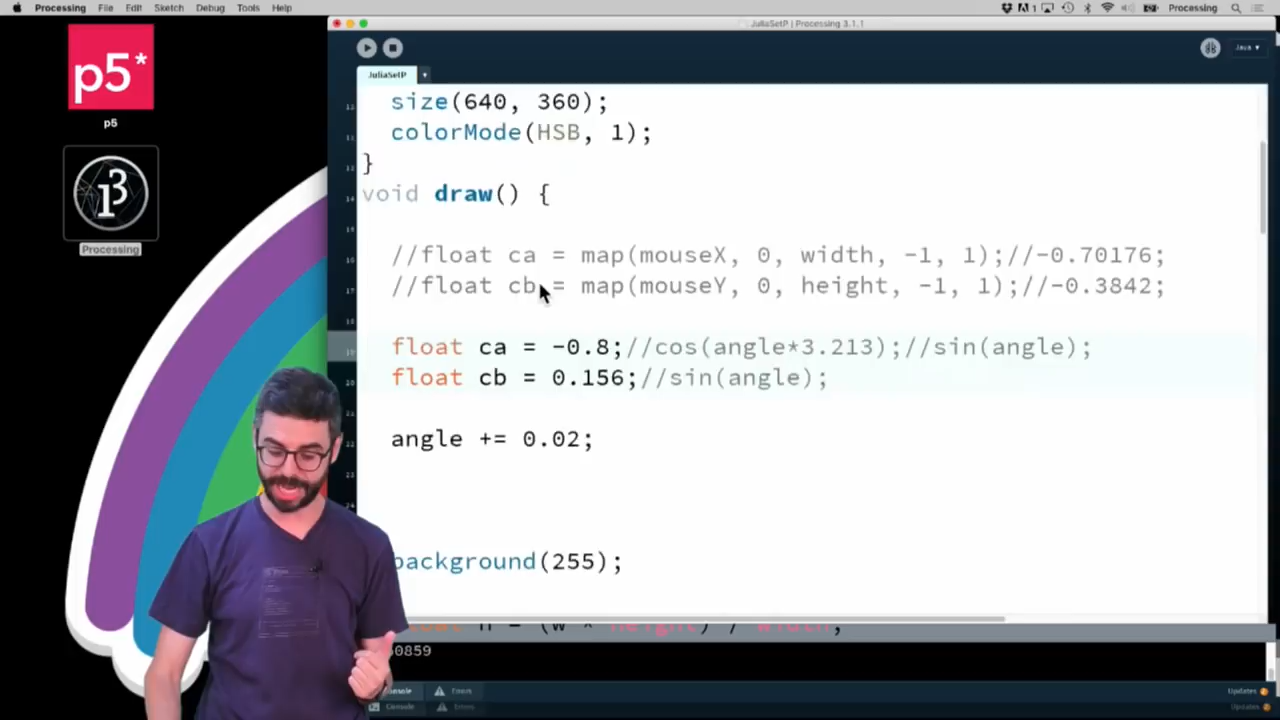 Processing File Edit Sketch Debug Tools Help
Processing
JuliaSetP | Processing 3.1.1
Java
JuliaSetP
p5*
p5
Processing
size(640, 360);
colorMode(HSB, 1);
}
void draw() {
//float ca = map(mouseX, 0, width, -1, 1);//-0.70176;
//float cb = map(mouseY, 0, height, -1, 1);//-0.3842;
float ca = -0.8;//cos(angle*3.213);//sin(angle);
float cb = 0.156;//sin(angle);
angle += 0.02;
background(255);
0859
Console
Errors
Updates
Console
Errors
Updates